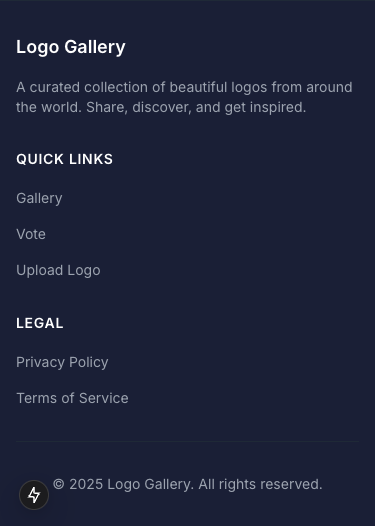 Logo Gallery
A curated collection of beautiful logos from around
the world. Share, discover, and get inspired.
QUICK LINKS
Gallery
Vote
Upload Logo
LEGAL
Privacy Policy
Terms of Service
© 2025 Logo Gallery. All rights reserved.